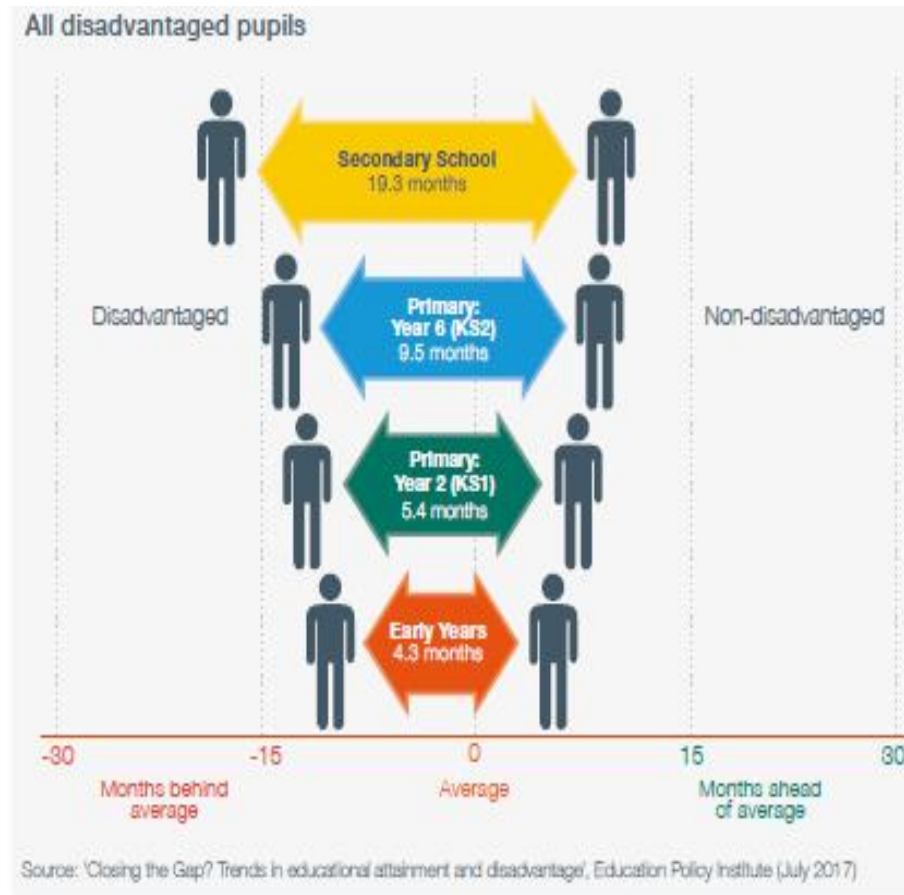 All disadvantaged pupils
Secondary School
19.3 months
Disadvantaged
Primary:
Year 6 (KS2)
9.5 months
Non-disadvantaged
Primary:
Year 2 (KS1)
5.4 months
Early Years
4.3 months
-30
-15
0
15
30
Months behind
average
Average
Months ahead
of average
Source: 'Closing the Gap? Trends in educational attainment and disadvantage', Education Policy Institute (July 2017)